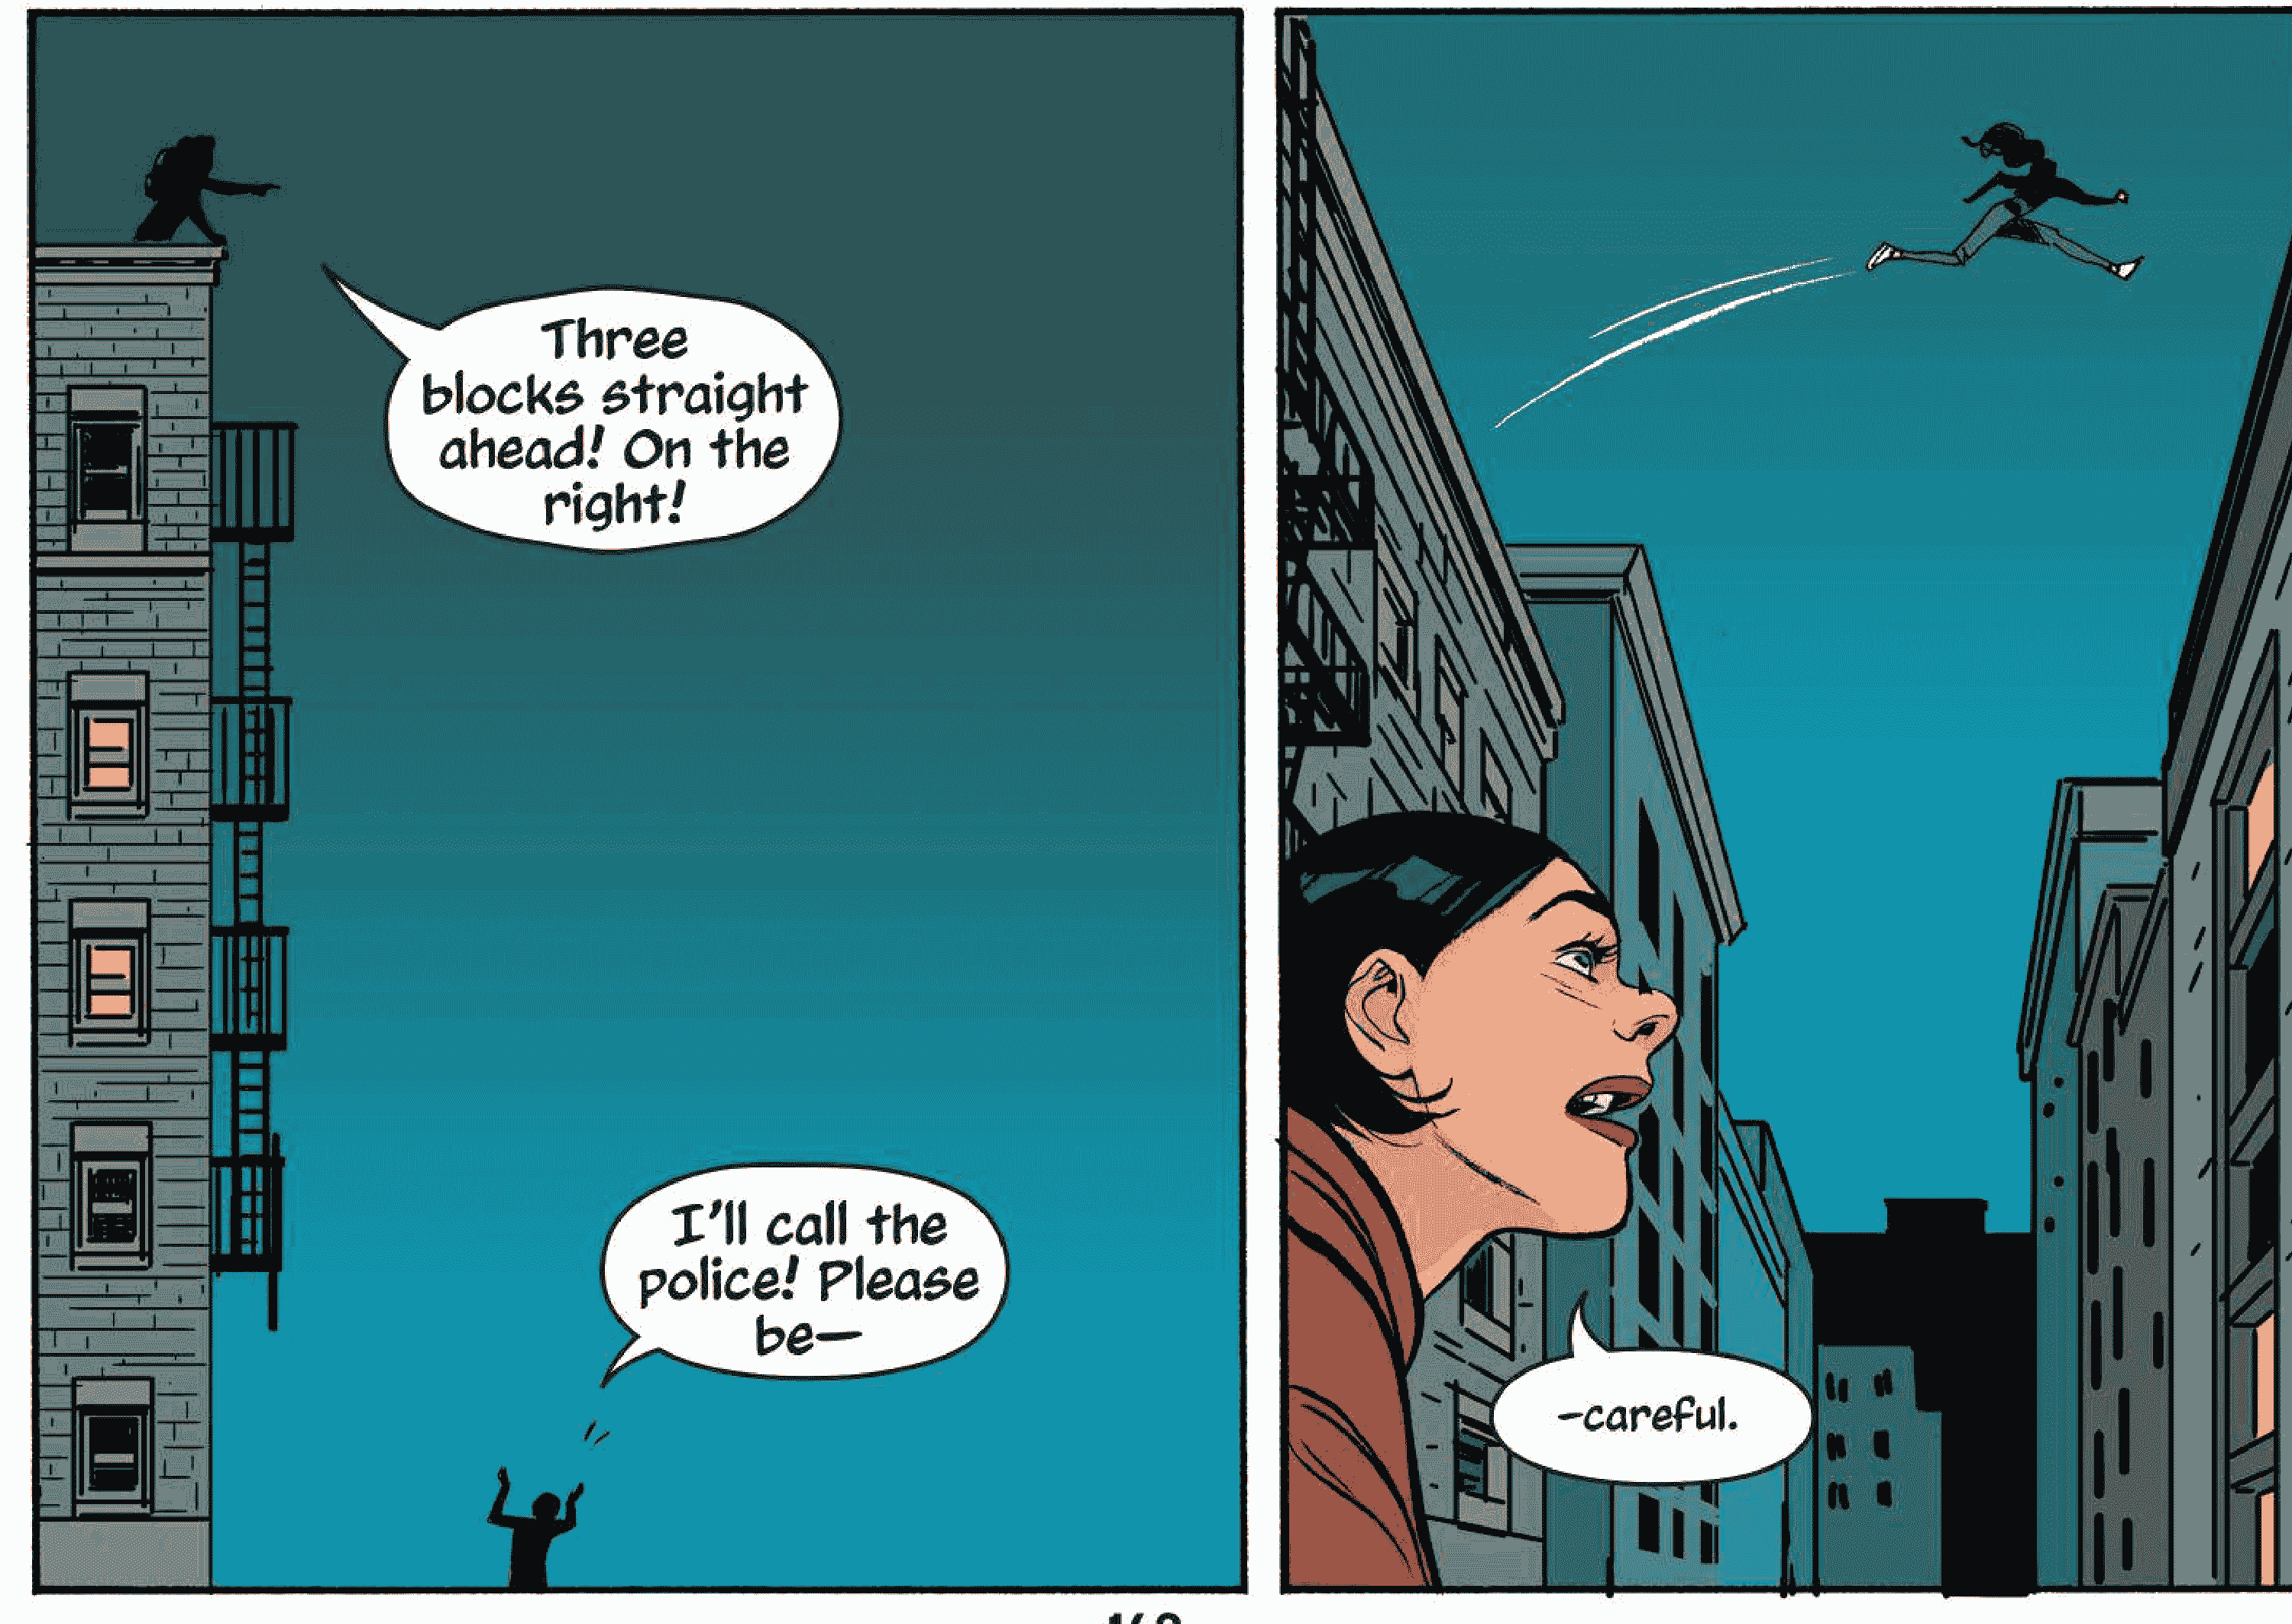 Three
blocks straight
ahead! On the
right!
I'll call the
police! Please
be—
–careful.